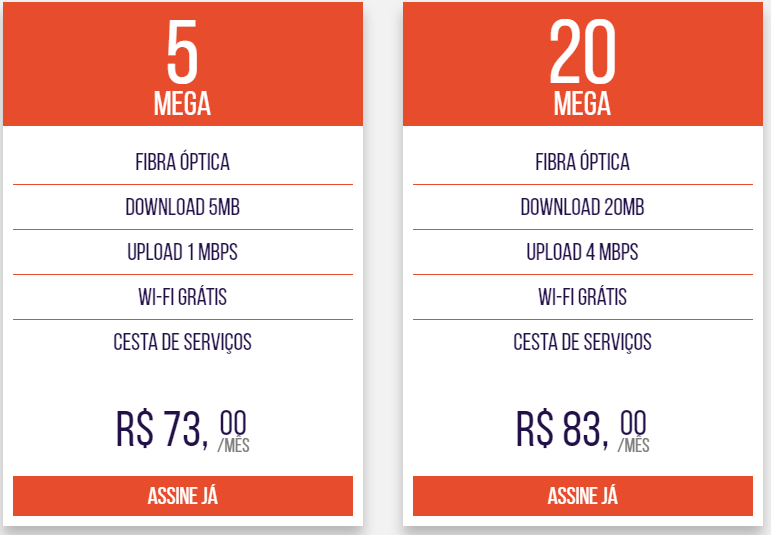 5
MEGA
FIBRA ÓPTICA
DOWNLOAD 5MB
UPLOAD 1 MBPS
WI-FI GRÁTIS
CESTA DE SERVIÇOS
R$ 73, 00
/MÊS
ASSINE JÁ
20
MEGA
FIBRA ÓPTICA
DOWNLOAD 20MB
UPLOAD 4 MBPS
WI-FI GRÁTIS
CESTA DE SERVIÇOS
R$ 83, 00
/MÊS
ASSINE JÁ